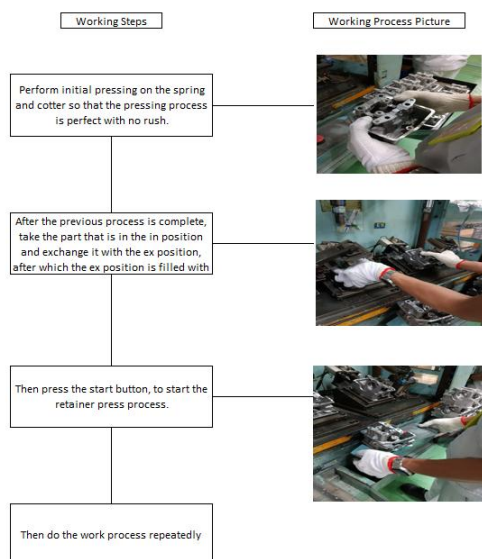 Working Steps
Working Process Picture
Perform initial pressing on the spring
and cotter so that the pressing process
is perfect with no rush.
After the previous process is complete,
take the part that is in the in position
and exchange it with the ex position,
after which the ex position is filled with
Then press the start button, to start the
retainer press process.
Then do the work process repeatedly